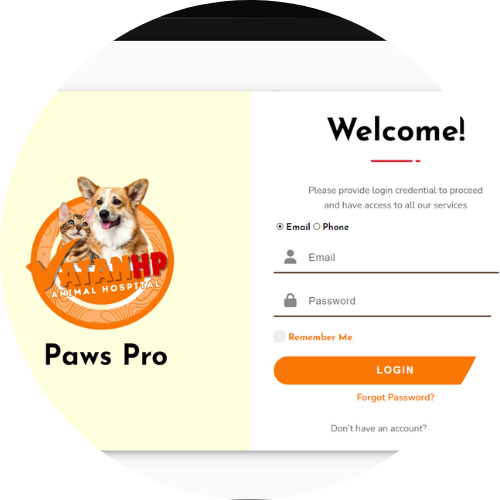 VATANHP
ANIMAL HOSPITAL
Paws Pro
Welcome!
Please provide login credential to proceed
and have access to all our services
Email Phone
Email
Password
Remember Me
LOGIN
Forgot Password?
Don't have an account?